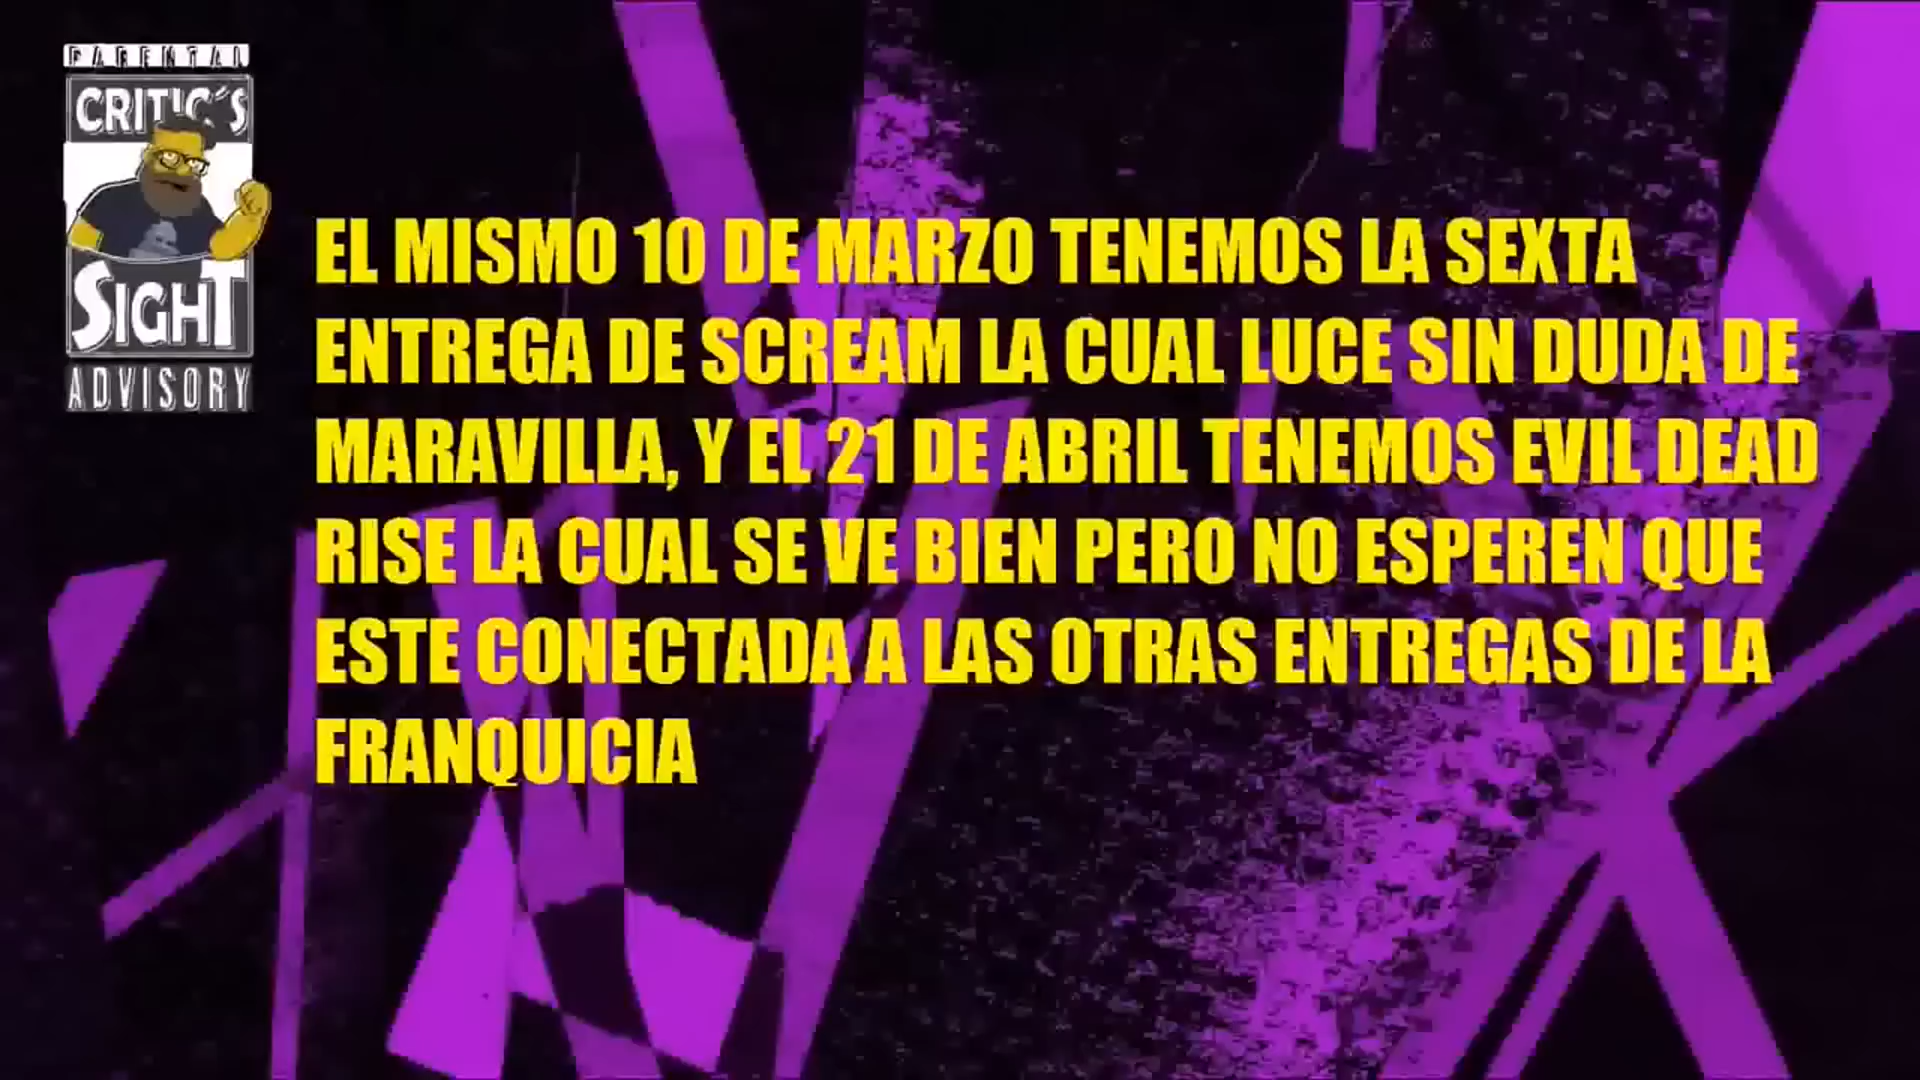 PARENTAL
CRITIC´S
SIGHT
ADVISORY
EL MISMO 10 DE MARZO TENEMOS LA SEXTA
ENTREGA DE SCREAM LA CUAL LUCE SIN DUDA DE
MARAVILLA, Y EL 21 DE ABRIL TENEMOS EVIL DEAD
RISE LA CUAL SE VE BIEN PERO NO ESPEREN QUE
ESTE CONECTADA A LAS OTRAS ENTREGAS DE LA
FRANQUICIA